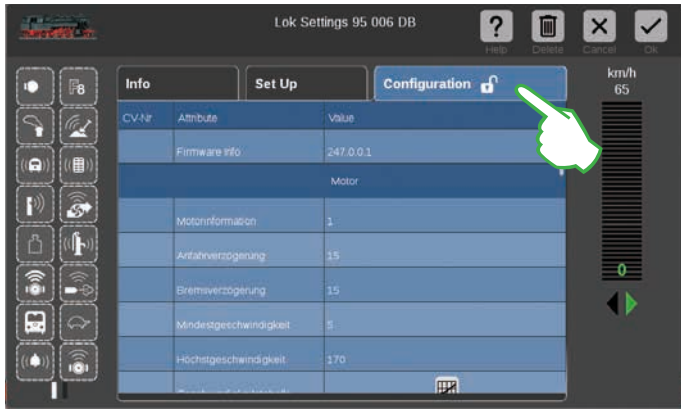 Lok Settings 95 006 DB
Help
Delete
Cancel
Ok
Info
Set Up
Configuration
km/h
65
F8
CV-Nr
Attribute
Value
Firmware Info
247.0.0.1
Motor
Motorinformation
1
Anfahrverzögerung
15
Bremsverzögerung
15
Mindestgeschwindigkeit
5
Höchstgeschwindigkeit
170
0